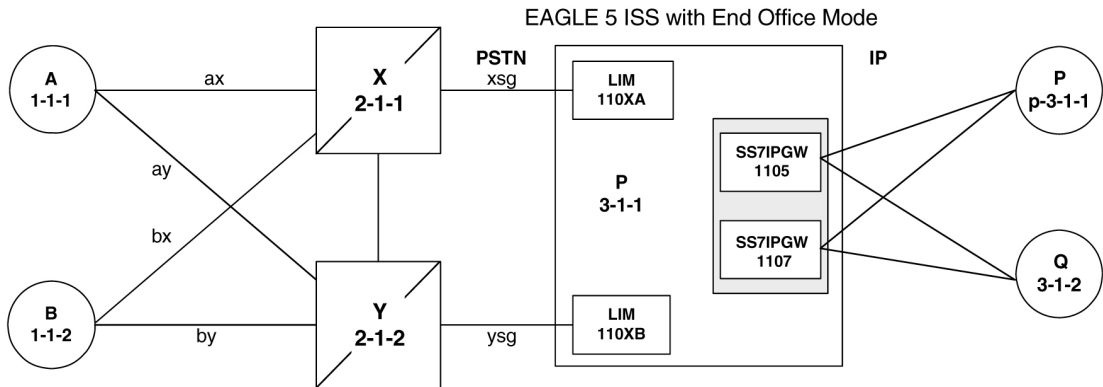 EAGLE 5 ISS with End Office Mode
A
1-1-1
ax
X
2-1-1
PSTN
xsg
LIM
110XA
IP
P
p-3-1-1
ay
bx
P
3-1-1
SS7IPGW
1105
SS7IPGW
1107
B
1-1-2
by
Y
2-1-2
ysg
LIM
110XB
Q
3-1-2